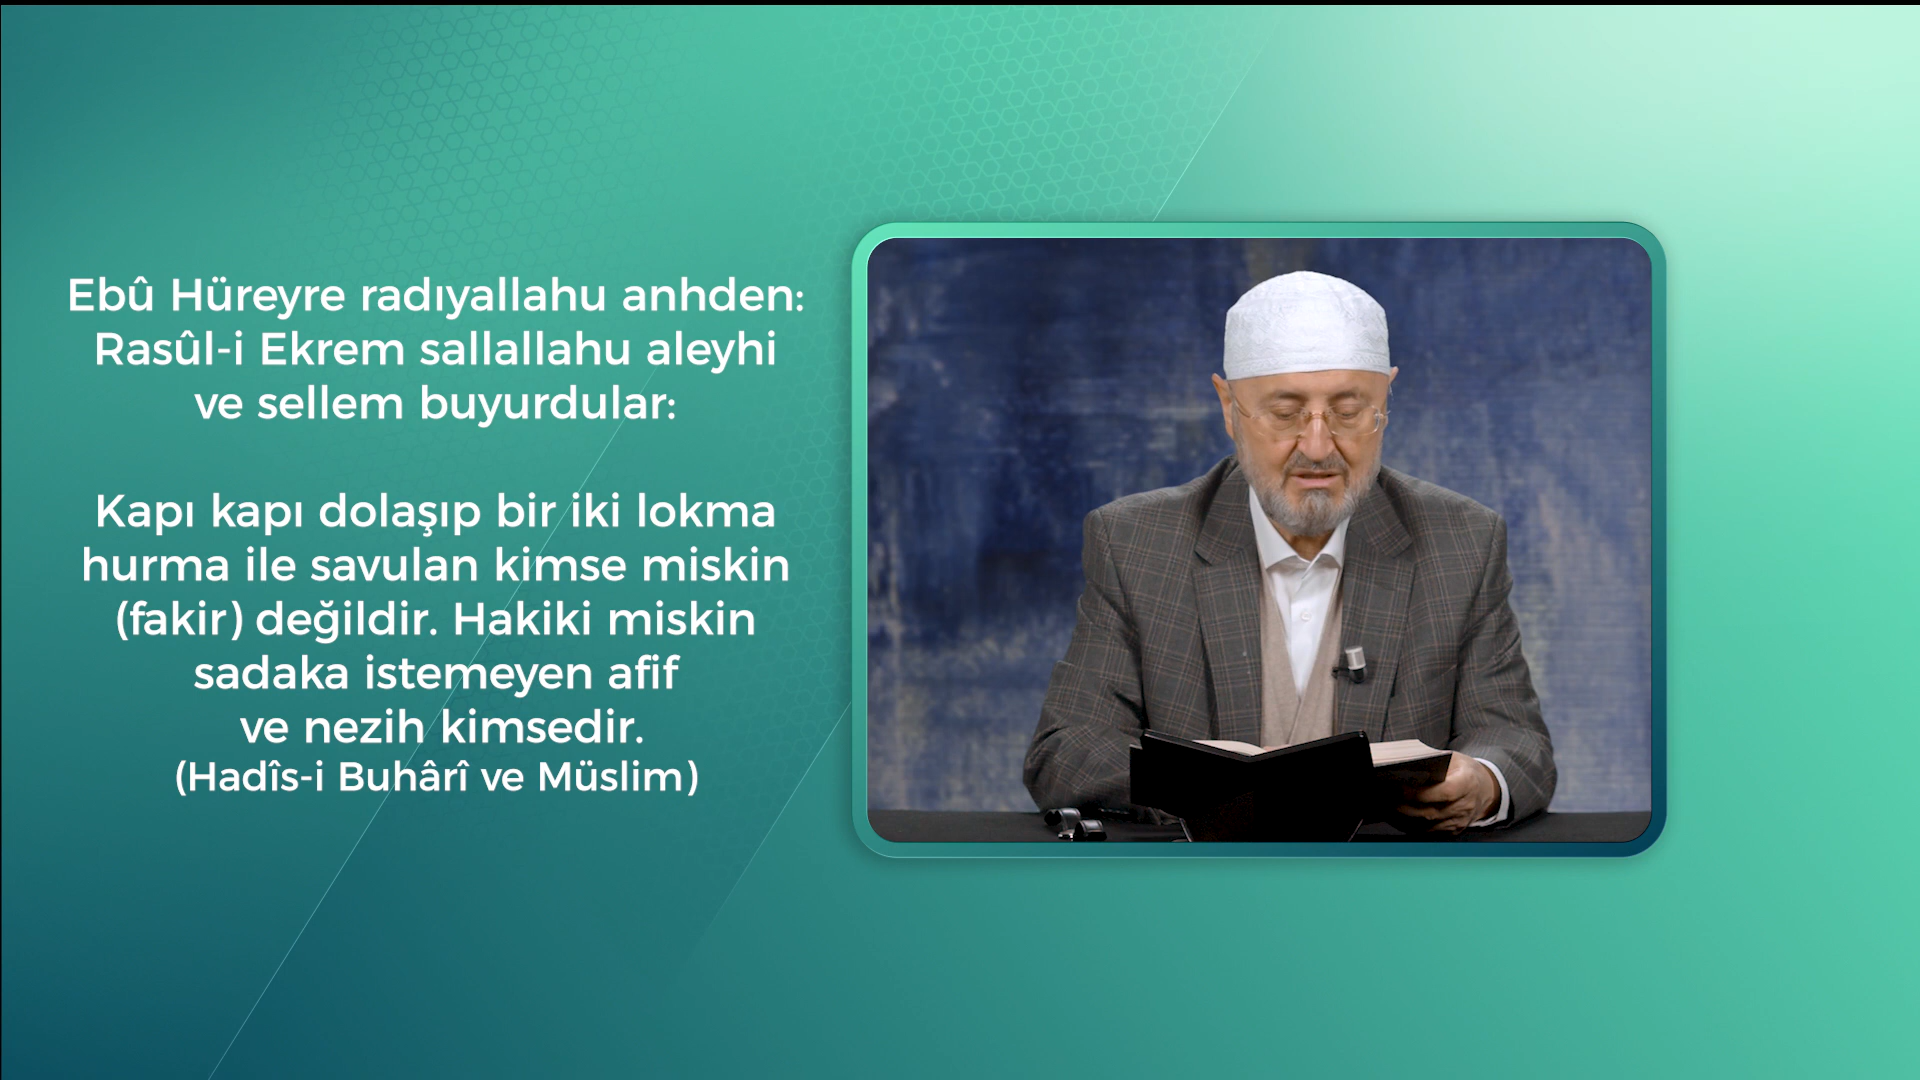 Ebû Hüreyre radıyallahu anhden:
Rasûl-i Ekrem sallallahu aleyhi
ve sellem buyurdular:
Kapı kapı dolaşıp bir iki lokma
hurma ile savulan kimse miskin
(fakir) değildir. Hakiki miskin
sadaka istemeyen afif
ve nezih kimsedir.
(Hadîs-i Buhârî ve Müslim)